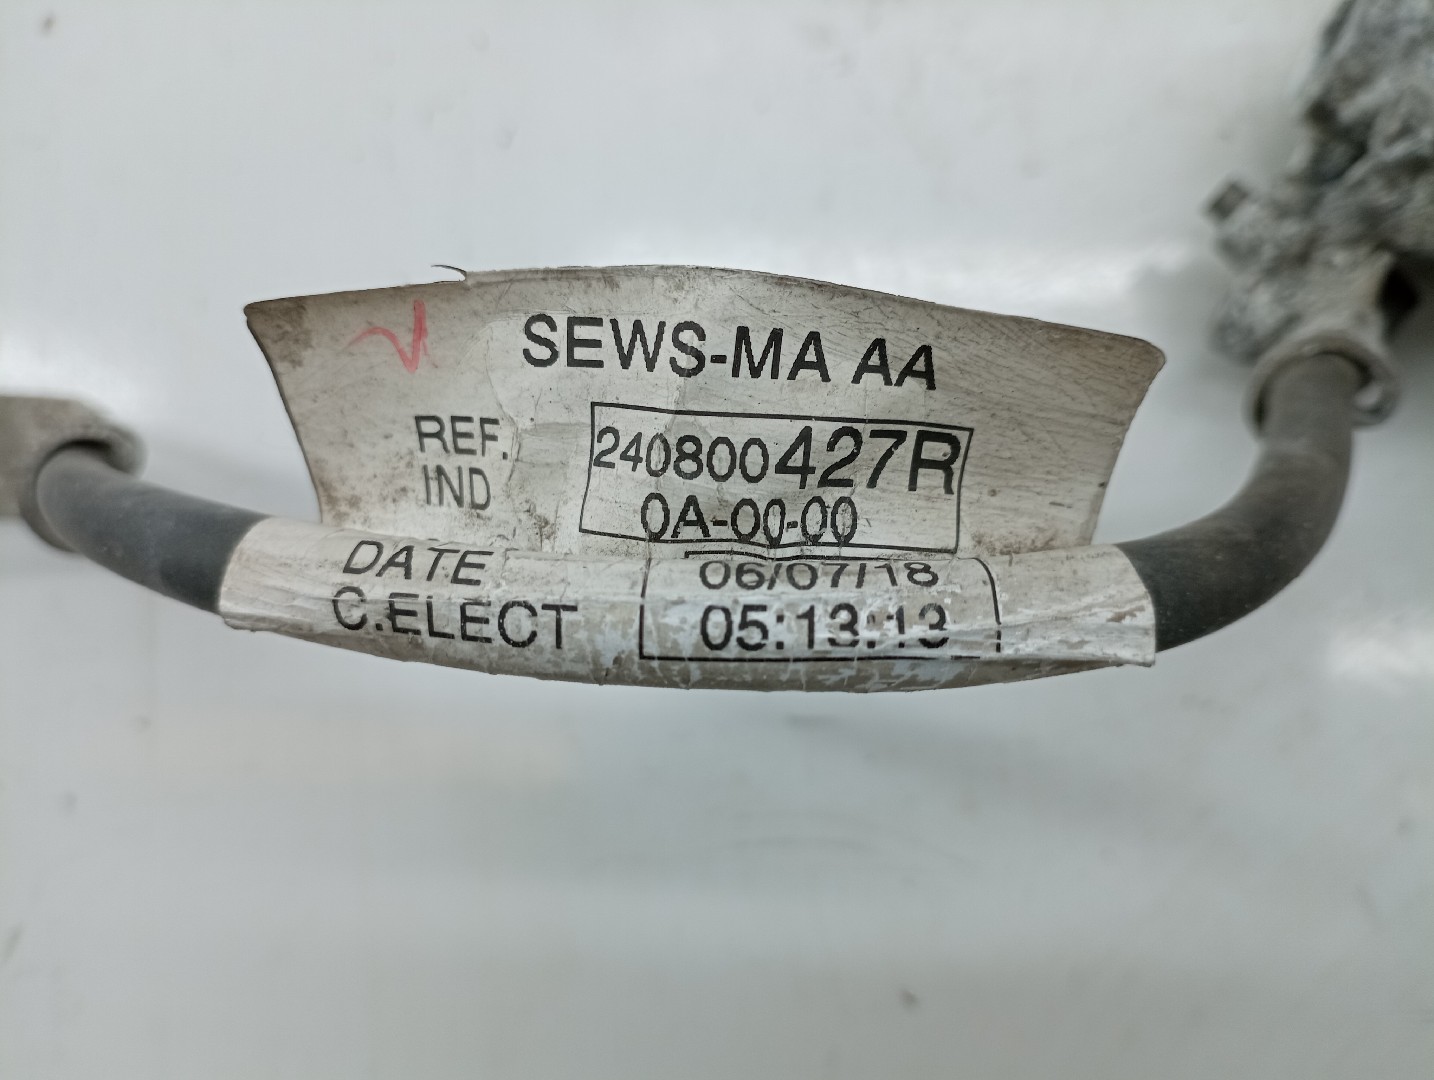 SEWS-MA AA
REF. 240800427R
IND 0A-00-00
DATE 06/07/18
C.ELECT 05:13:13